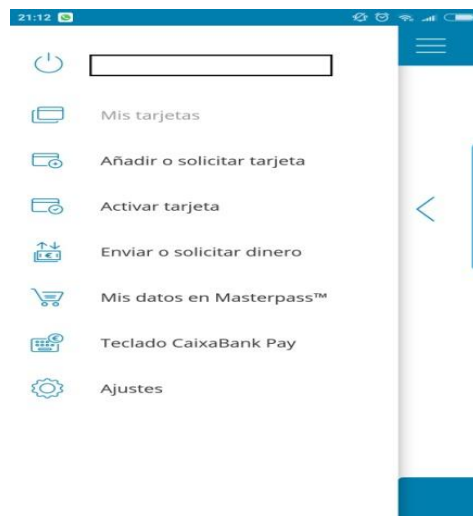 21:12
Mis tarjetas
Añadir o solicitar tarjeta
Activar tarjeta
Enviar o solicitar dinero
Mis datos en Masterpass™
Teclado CaixaBank Pay
Ajustes